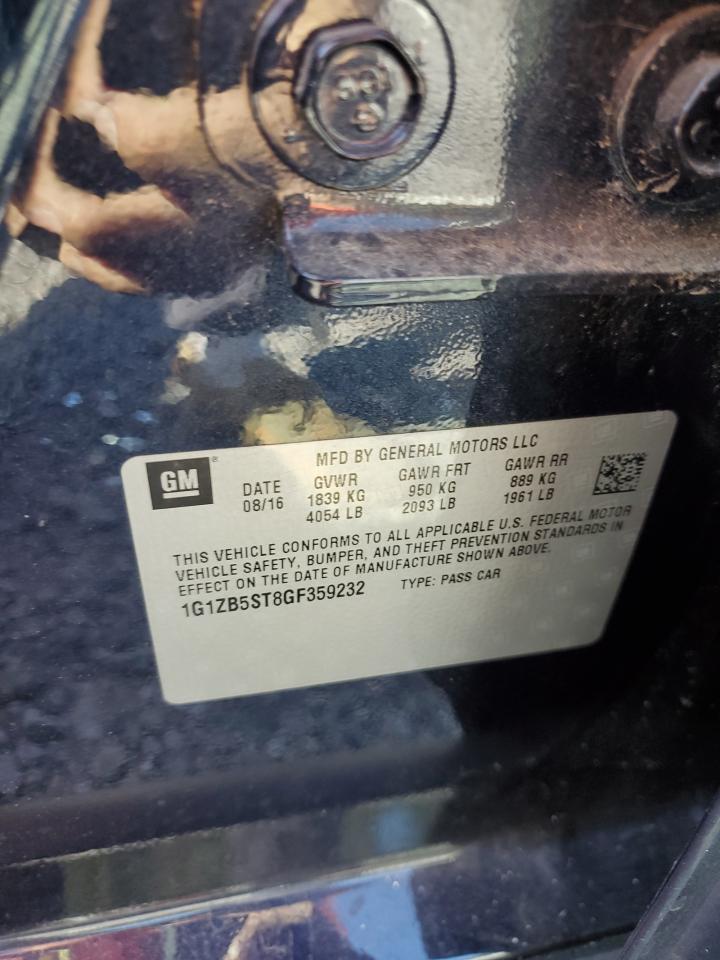 GM®
MFD BY GENERAL MOTORS LLC
DATE GVWR GAWR FRT GAWR RR
08/16 1839 KG 950 KG 889 KG
4054 LB 2093 LB 1961 LB
THIS VEHICLE CONFORMS TO ALL APPLICABLE U.S. FEDERAL MOTOR
VEHICLE SAFETY, BUMPER, AND THEFT PREVENTION STANDARDS IN
EFFECT ON THE DATE OF MANUFACTURE SHOWN ABOVE.
1G1ZB5ST8GF359232 TYPE: PASS CAR